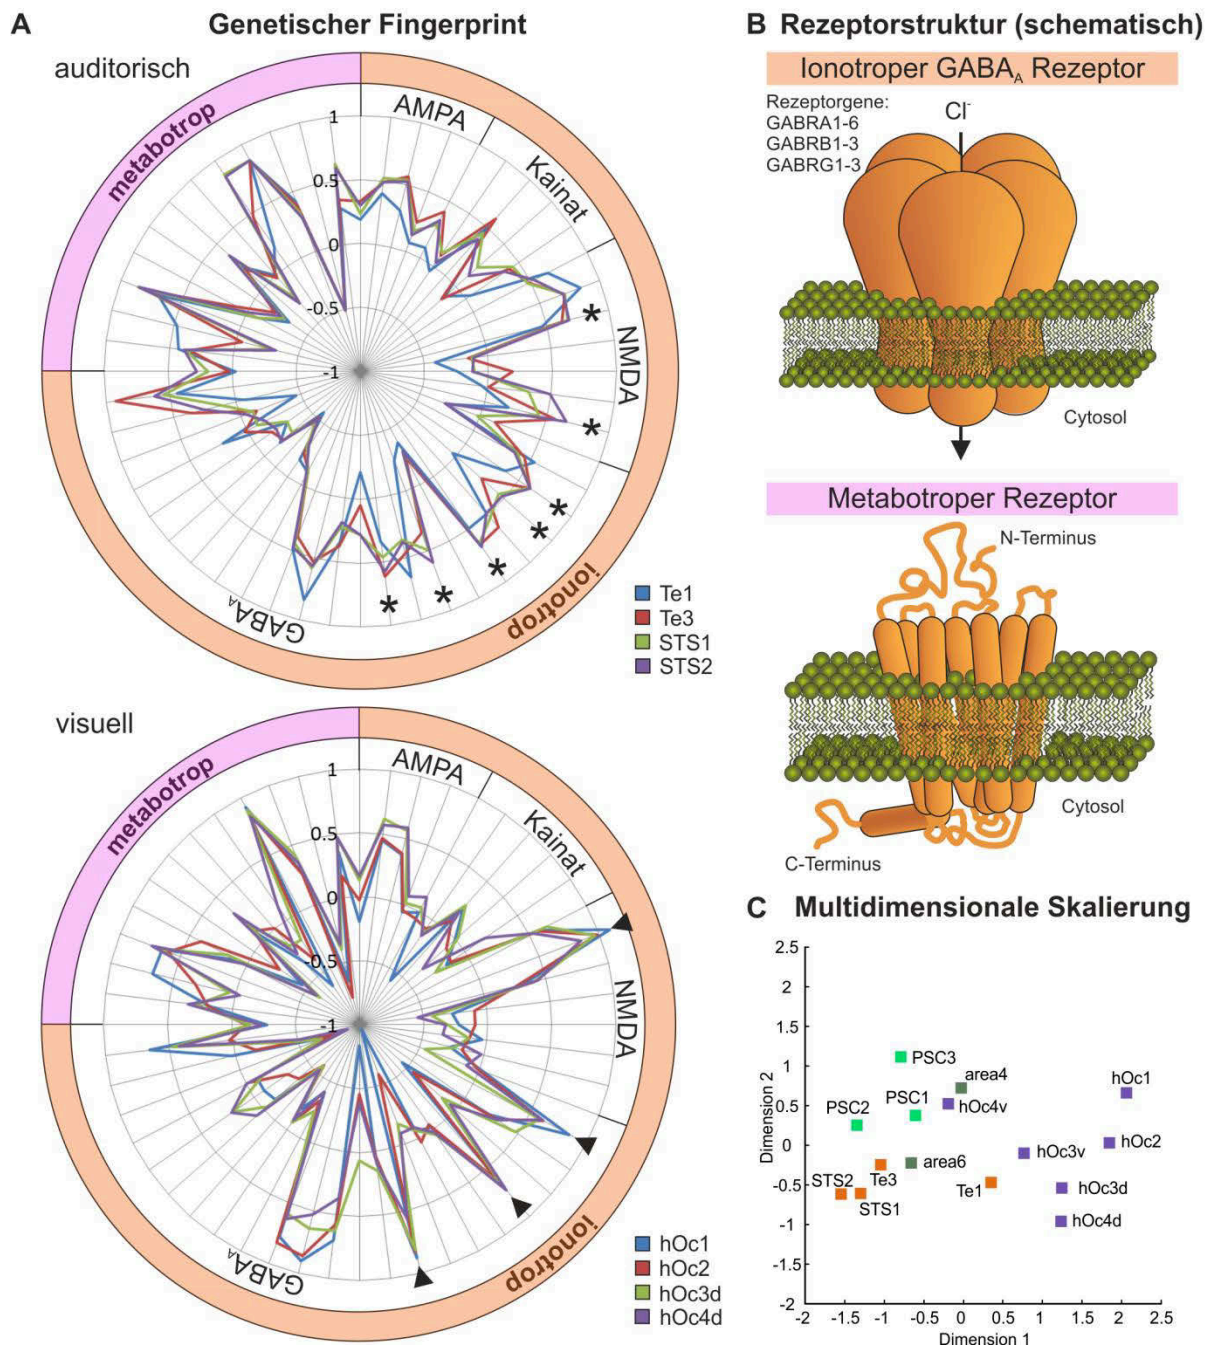 A Genetischer Fingerprint
auditorisch
metabotrop
AMPA
Kainat
NMDA
ionotrop
GABA_A
1
0.5
0
-0.5
-1
*
*
*
*
*
*
*
Te1
Te3
STS1
STS2
visuell
metabotrop
AMPA
Kainat
NMDA
ionotrop
GABA_A
1
0.5
0
-0.5
-1
hOc1
hOc2
hOc3d
hOc4d
B Rezeptorstruktur (schematisch)
Ionotroper GABA_A Rezeptor
Rezeptorgene:
GABRA1-6
GABRB1-3
GABRG1-3
Cl⁻
Cytosol
Metabotroper Rezeptor
N-Terminus
Cytosol
C-Terminus
C Multidimensionale Skalierung
2.5
2
1.5
1
0.5
0
-0.5
-1
-1.5
-2
Dimension 2
PSC3
area4
hOc1
PSC1
hOc4v
PSC2
hOc2
hOc3v
area6
Te3
STS2
STS1
Te1
hOc3d
hOc4d
-2 -1.5 -1 -0.5 0 0.5 1 1.5 2 2.5
Dimension 1